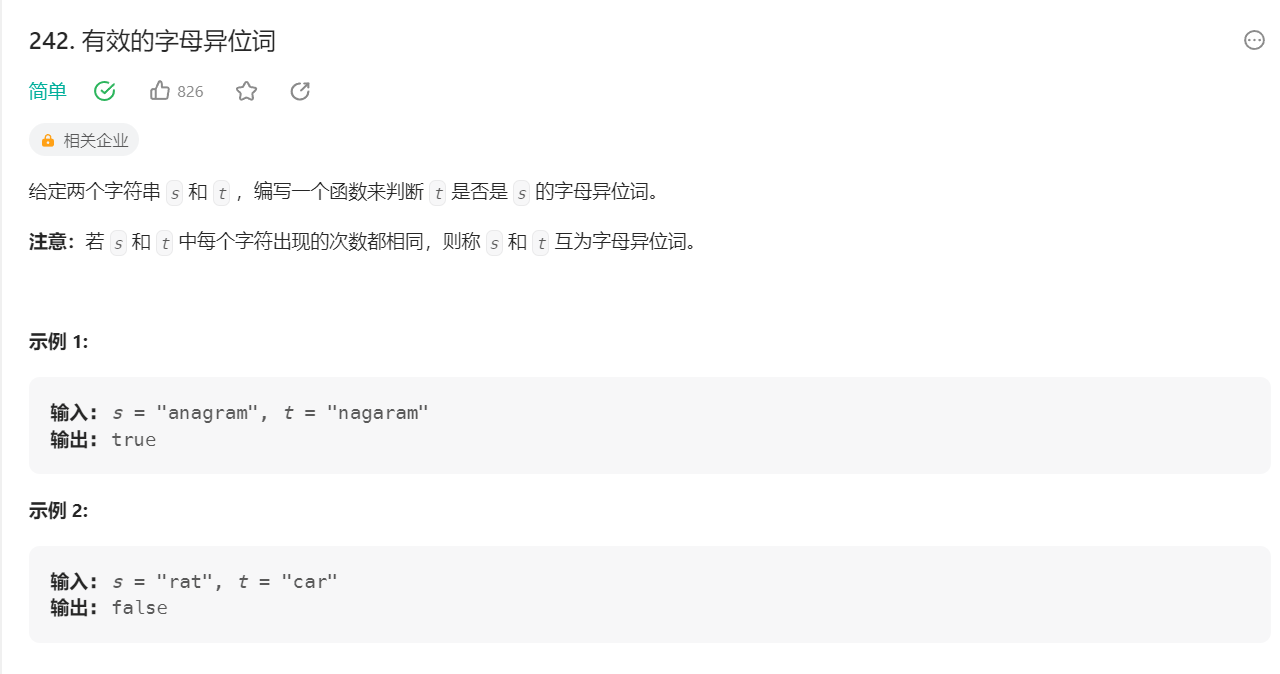 242. 有效的字母异位词
简单 826
相关企业
给定两个字符串 s 和 t ，编写一个函数来判断 t 是否是 s 的字母异位词。
注意：若 s 和 t 中每个字符出现的次数都相同，则称 s 和 t 互为字母异位词。
示例 1:
输入: s = "anagram", t = "nagaram"
输出: true
示例 2:
输入: s = "rat", t = "car"
输出: false